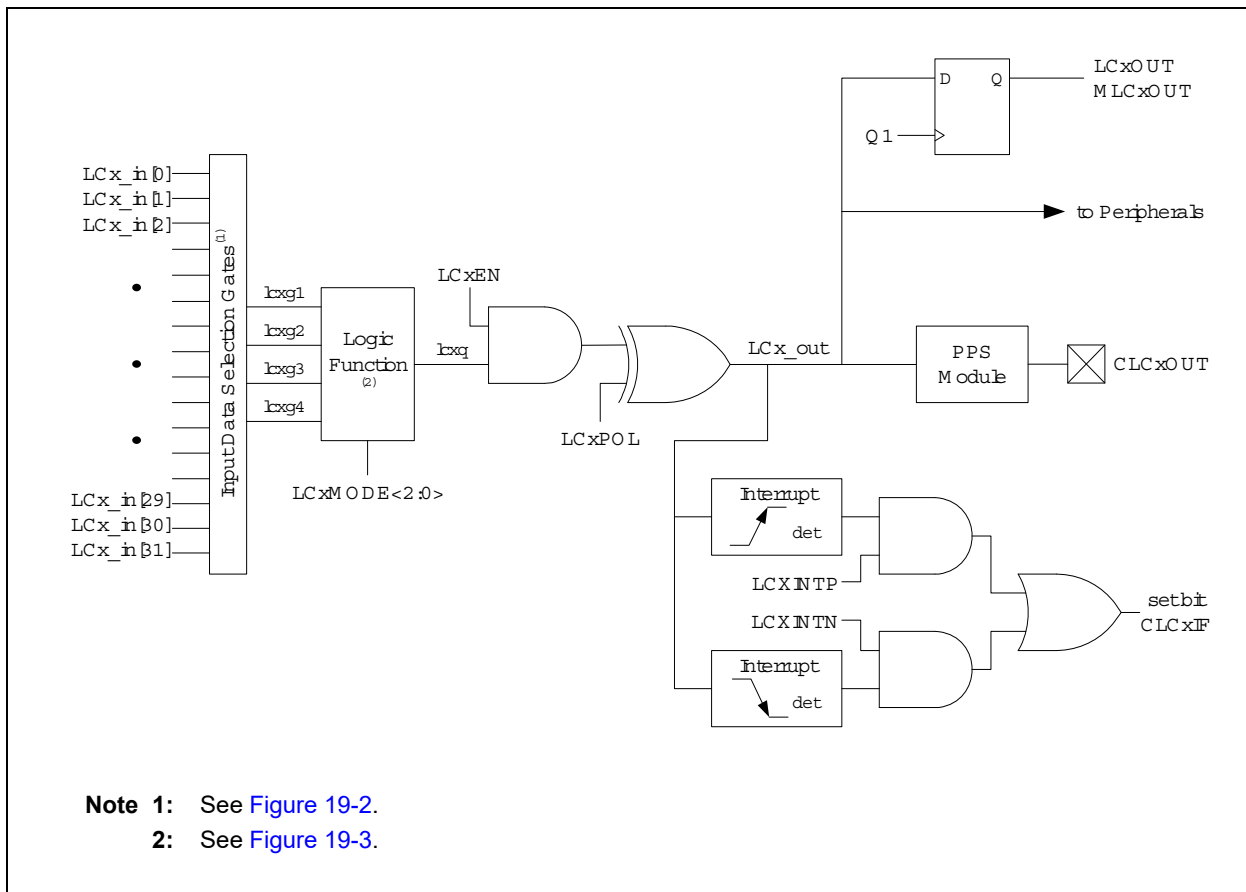 LCxOUT
MLCxOUT
D Q
Q1
to Peripherals
LCx_in[0]
LCx_in[1]
LCx_in[2]
LCx_in[29]
LCx_in[30]
LCx_in[31]
Input Data Selection Gates(1)
lcxg1
lcxg2
lcxg3
lcxg4
Logic
Function
(2)
LCxMODE<2:0>
lcxq
LCxEN
LCxPOL
LCx_out
PPS
Module
CLCxOUT
Interrupt
det
LCXINTP
LCXINTN
Interrupt
det
set bit
CLCxIF
Note 1: See Figure 19-2.
2: See Figure 19-3.